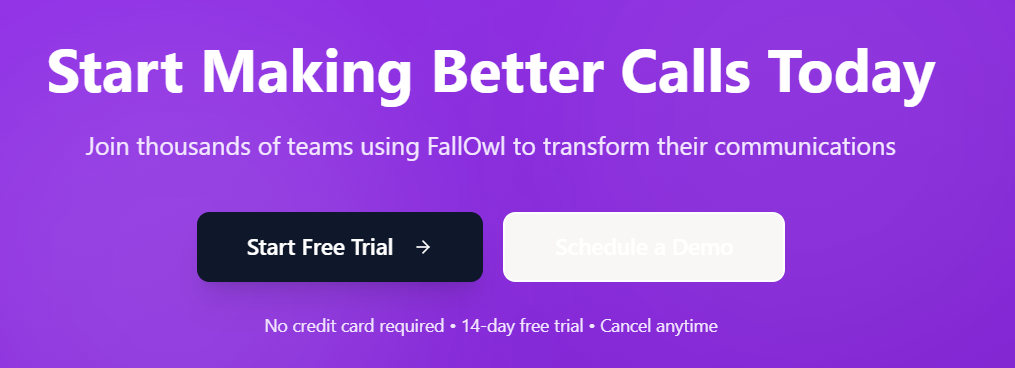 Start Making Better Calls Today
Join thousands of teams using FallOwl to transform their communications
Start Free Trial →
Schedule a Demo
No credit card required • 14-day free trial • Cancel anytime